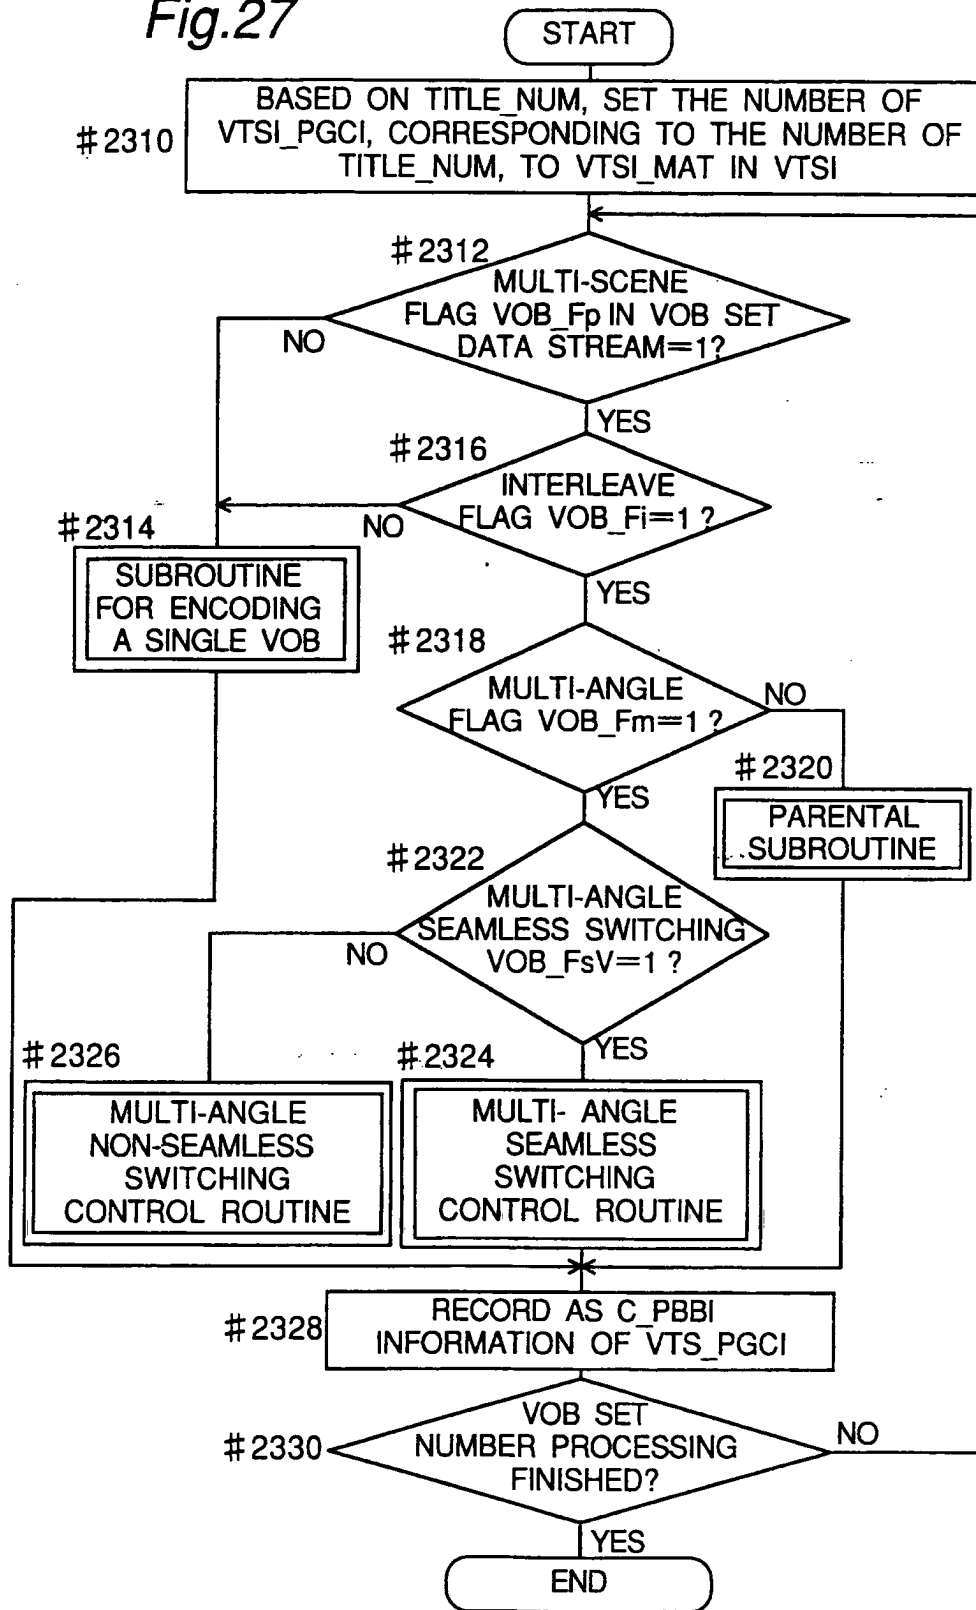 Fig.27
START
#2310
BASED ON TITLE_NUM, SET THE NUMBER OF
VTSI_PGCI, CORRESPONDING TO THE NUMBER OF
TITLE_NUM, TO VTSI_MAT IN VTSI
#2312
MULTI-SCENE
FLAG VOB_Fp IN VOB SET
DATA STREAM=1?
NO
YES
#2316
INTERLEAVE
FLAG VOB_Fi=1 ?
NO
YES
#2314
SUBROUTINE
FOR ENCODING
A SINGLE VOB
#2318
MULTI-ANGLE
FLAG VOB_Fm=1 ?
NO
YES
#2320
PARENTAL
SUBROUTINE
#2322
MULTI-ANGLE
SEAMLESS SWITCHING
VOB_FsV=1 ?
NO
YES
#2326
MULTI-ANGLE
NON-SEAMLESS
SWITCHING
CONTROL ROUTINE
#2324
MULTI- ANGLE
SEAMLESS
SWITCHING
CONTROL ROUTINE
#2328
RECORD AS C_PBBI
INFORMATION OF VTS_PGCI
#2330
VOB SET
NUMBER PROCESSING
FINISHED?
NO
YES
END